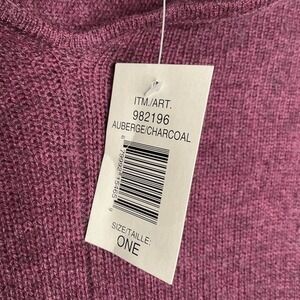 ITM./ART.
982196
AUBERGE/CHARCOAL
SIZE/TAILLE:
ONE